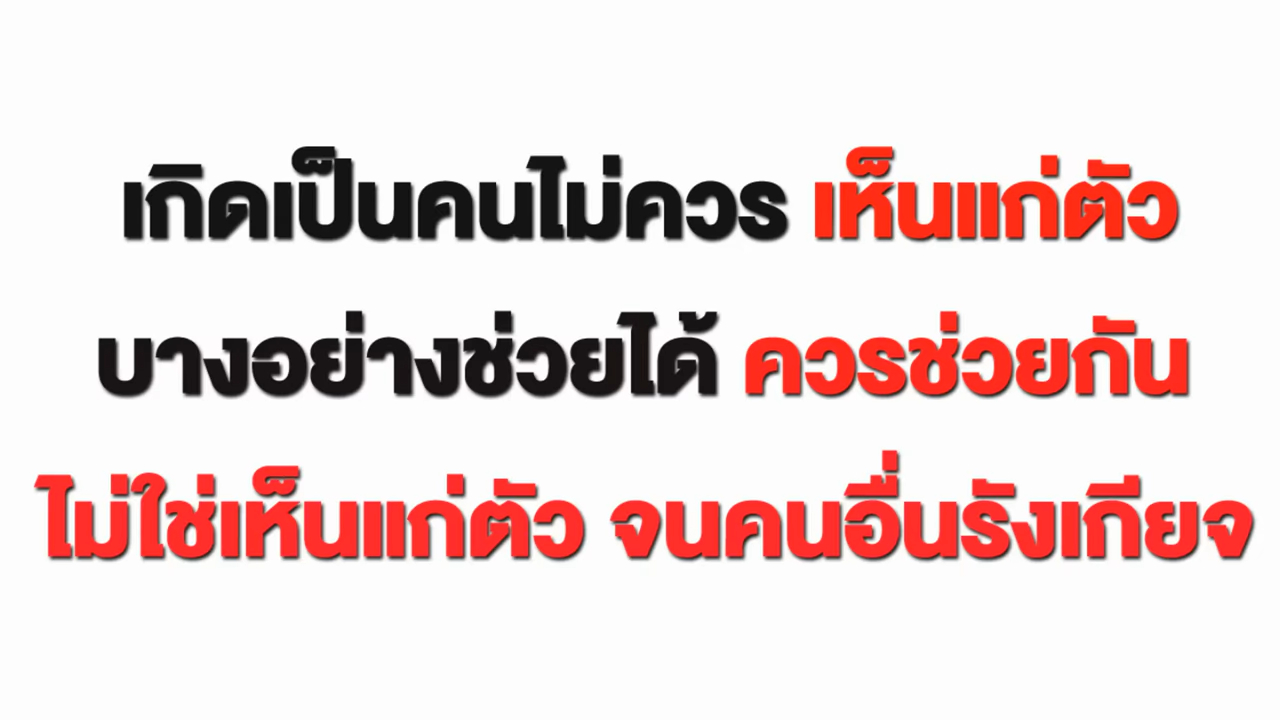 เกิดเป็นคนไม่ควร เห็นแก่ตัว
บางอย่างช่วยได้ ควรช่วยกัน
ไม่ใช่เห็นแก่ตัว จนคนอื่นรังเกียจ